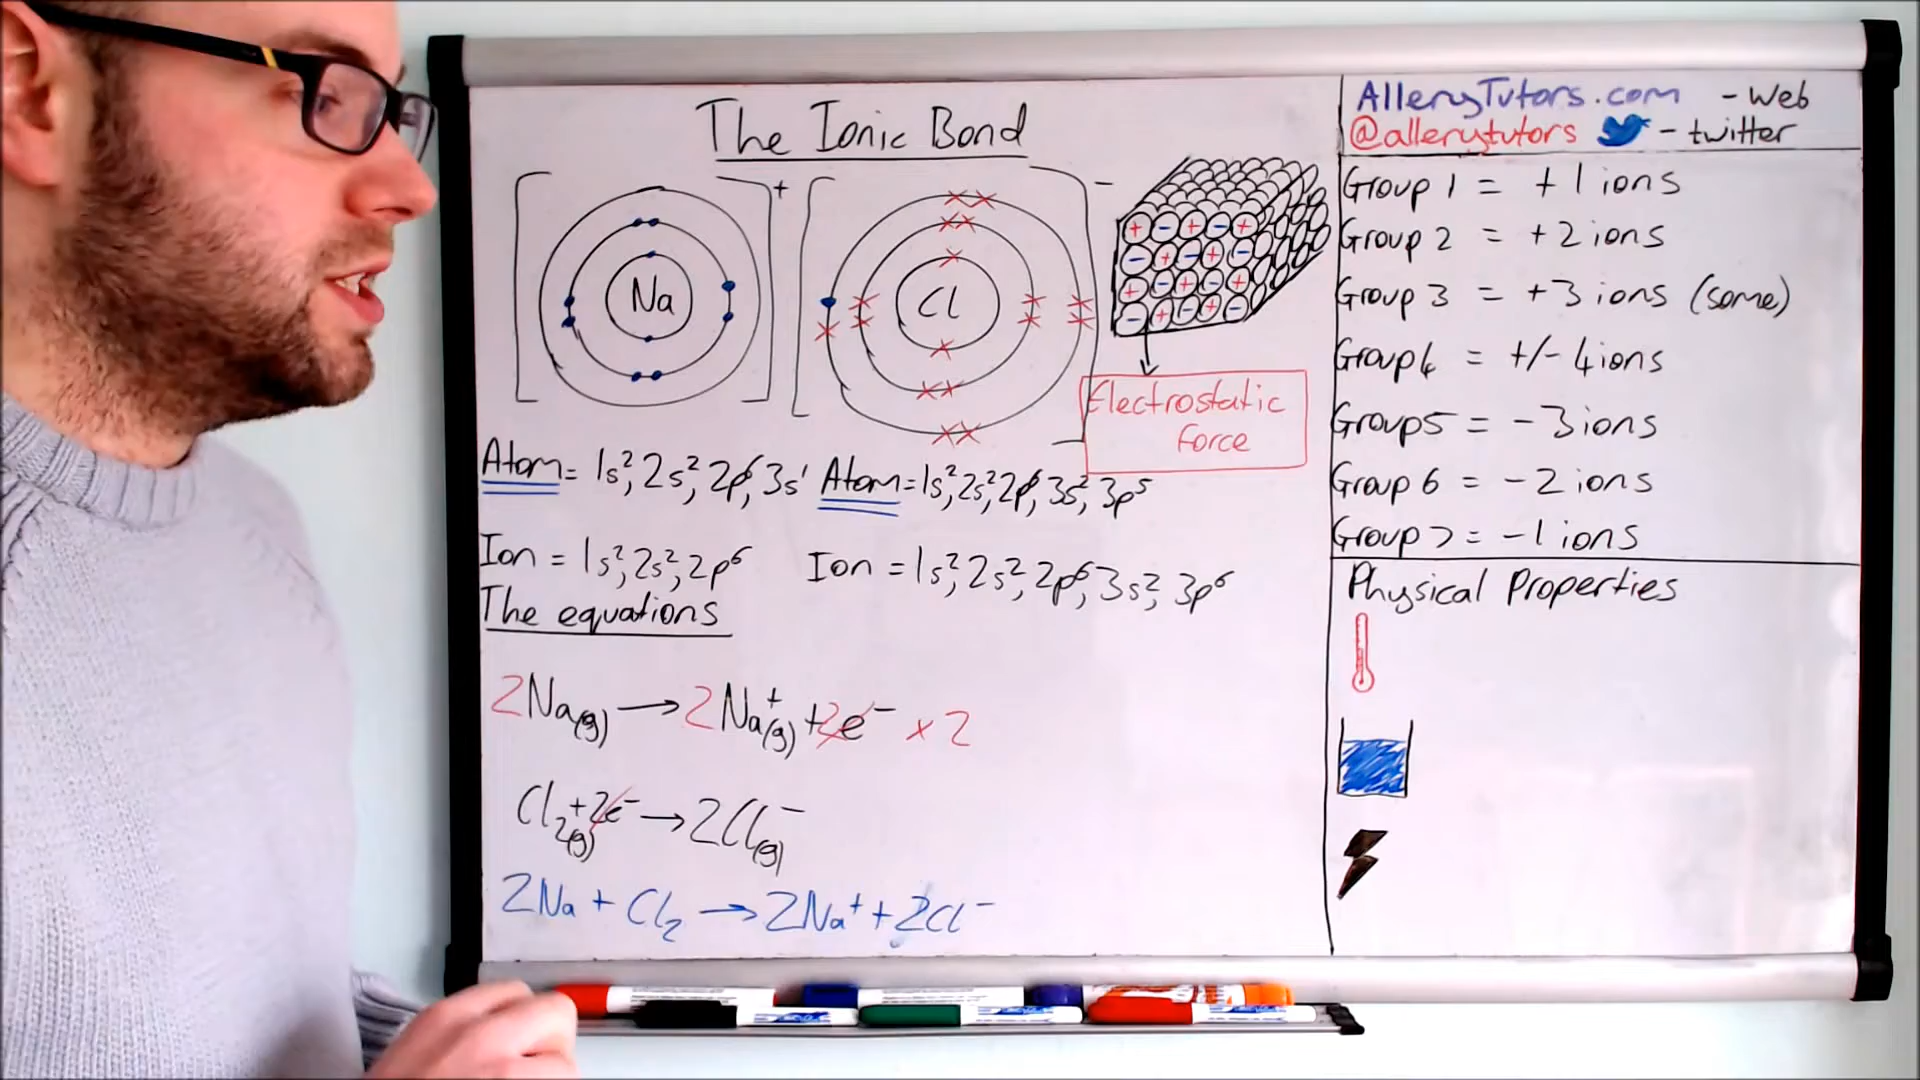 The Ionic Bond
Na
+
Cl
-
+ - + - +
- + - + -
+ - + - +
- + - + -
Electrostatic
force
Atom = 1s², 2s², 2p⁶, 3s¹
Atom = 1s², 2s², 2p⁶, 3s², 3p⁵
Ion = 1s², 2s², 2p⁶
Ion = 1s², 2s², 2p⁶, 3s², 3p⁶
The equations
2Na(g) → 2Na⁺(g) + 2e⁻ × 2
Cl₂(g) + 2e⁻ → 2Cl⁻(g)
2Na + Cl₂ → 2Na⁺ + 2Cl⁻
AlleryTutors.com - Web
@allerytutors - twitter
Group 1 = +1 ions
Group 2 = +2 ions
Group 3 = +3 ions (some)
Group 4 = +/- 4 ions
Group 5 = -3 ions
Group 6 = -2 ions
Group 7 = -1 ions
Physical Properties